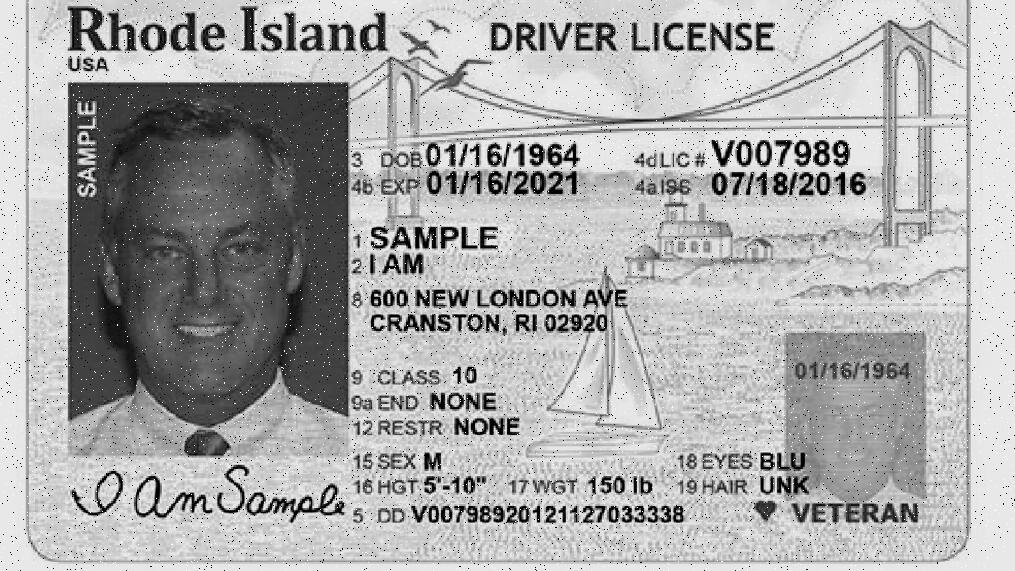 Rhode Island DRIVER LICENSE
USA
SAMPLE
3 DOB 01/16/1964 4d LIC # V007989
4b EXP 01/16/2021 4a ISS 07/18/2016
1 SAMPLE
2 I AM
8 600 NEW LONDON AVE
CRANSTON, RI 02920
01/16/1964
9 CLASS 10
9a END NONE
12 RESTR NONE
15 SEX M 18 EYES BLU
16 HGT 5'-10" 17 WGT 150 lb 19 HAIR UNK
I Am Sample
5 DD V00798920121127033338 VETERAN